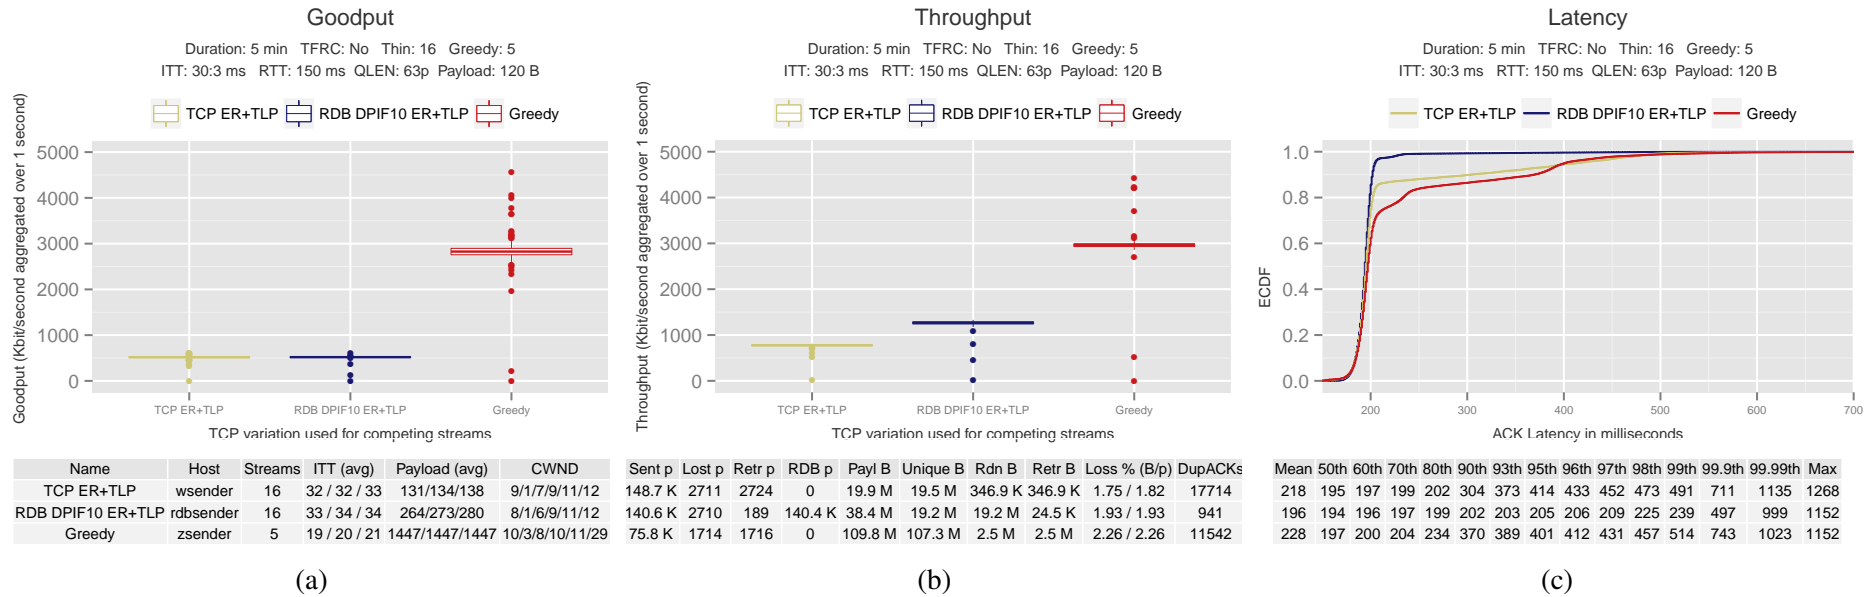 Goodput
Duration: 5 min TFRC: No Thin: 16 Greedy: 5
ITT: 30:3 ms RTT: 150 ms QLEN: 63p Payload: 120 B
TCP ER+TLP RDB DPIF10 ER+TLP Greedy
Goodput (Kbit/second aggregated over 1 second)
5000
4000
3000
2000
1000
0
TCP ER+TLP RDB DPIF10 ER+TLP Greedy
TCP variation used for competing streams
Name Host Streams ITT (avg) Payload (avg) CWND
TCP ER+TLP wsender 16 32 / 32 / 33 131/134/138 9/1/7/9/11/12
RDB DPIF10 ER+TLP rdbsender 16 33 / 34 / 34 264/273/280 8/1/6/9/11/12
Greedy zsender 5 19 / 20 / 21 1447/1447/1447 10/3/8/10/11/29
(a)
Throughput
Duration: 5 min TFRC: No Thin: 16 Greedy: 5
ITT: 30:3 ms RTT: 150 ms QLEN: 63p Payload: 120 B
TCP ER+TLP RDB DPIF10 ER+TLP Greedy
Throughput (Kbit/second aggregated over 1 second)
5000
4000
3000
2000
1000
0
TCP ER+TLP RDB DPIF10 ER+TLP Greedy
TCP variation used for competing streams
Sent p Lost p Retr p RDB p Payl B Unique B Rdn B Retr B Loss % (B/p) DupACKs
148.7 K 2711 2724 0 19.9 M 19.5 M 346.9 K 346.9 K 1.75 / 1.82 17714
140.6 K 2710 189 140.4 K 38.4 M 19.2 M 19.2 M 24.5 K 1.93 / 1.93 941
75.8 K 1714 1716 0 109.8 M 107.3 M 2.5 M 2.5 M 2.26 / 2.26 11542
(b)
Latency
Duration: 5 min TFRC: No Thin: 16 Greedy: 5
ITT: 30:3 ms RTT: 150 ms QLEN: 63p Payload: 120 B
TCP ER+TLP RDB DPIF10 ER+TLP Greedy
ECDF
1.0
0.8
0.6
0.4
0.2
0.0
200 300 400 500 600 700
ACK Latency in milliseconds
Mean 50th 60th 70th 80th 90th 93th 95th 96th 97th 98th 99th 99.9th 99.99th Max
218 195 197 199 202 304 373 414 433 452 473 491 711 1135 1268
196 194 196 197 199 202 203 205 206 209 225 239 497 999 1152
228 197 200 204 234 370 389 401 412 431 457 514 743 1023 1152
(c)